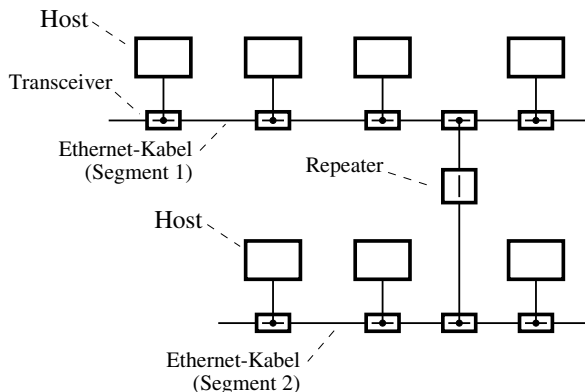 Host
Transceiver
Ethernet-Kabel
(Segment 1)
Repeater
Host
Ethernet-Kabel
(Segment 2)